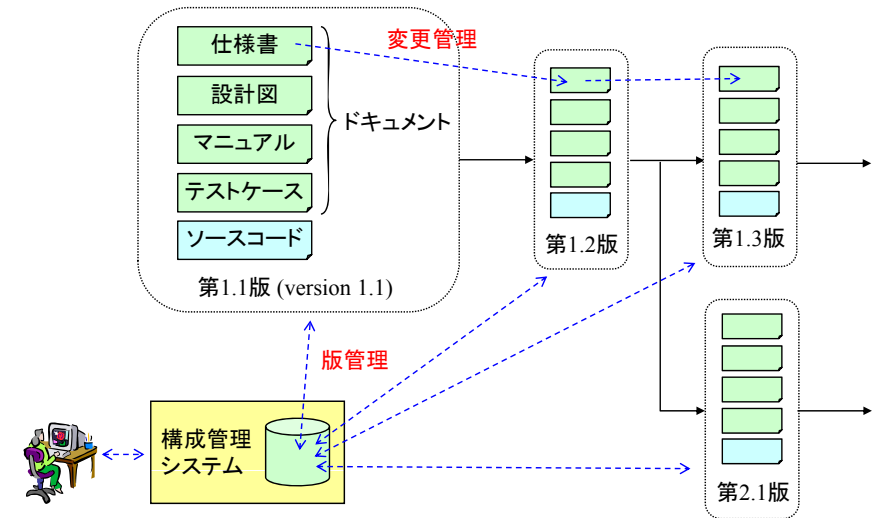 仕様書
変更管理
設計図
マニュアル
ドキュメント
テストケース
ソースコード
第1.1版 (version 1.1)
第1.2版
第1.3版
版管理
構成管理
システム
第2.1版